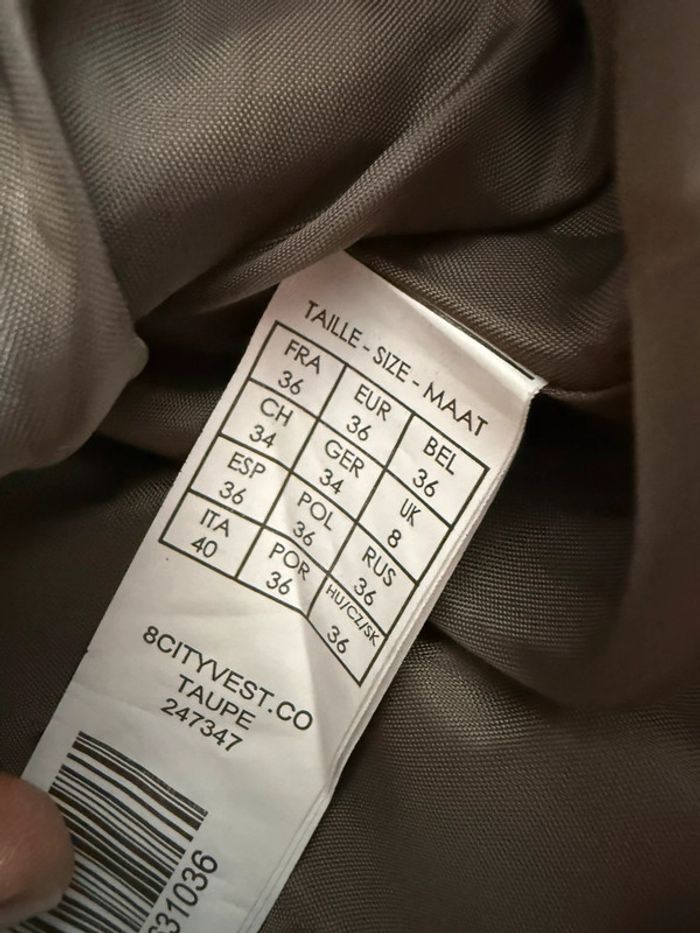 TAILLE - SIZE - MAAT
FRA EUR BEL
36 36 36
CH GER UK
34 34 8
ESP POL RUS
36 36 36
ITA POR HU/CZ/SK
40 36 36
8CITYVEST.CO
TAUPE
247347
31036